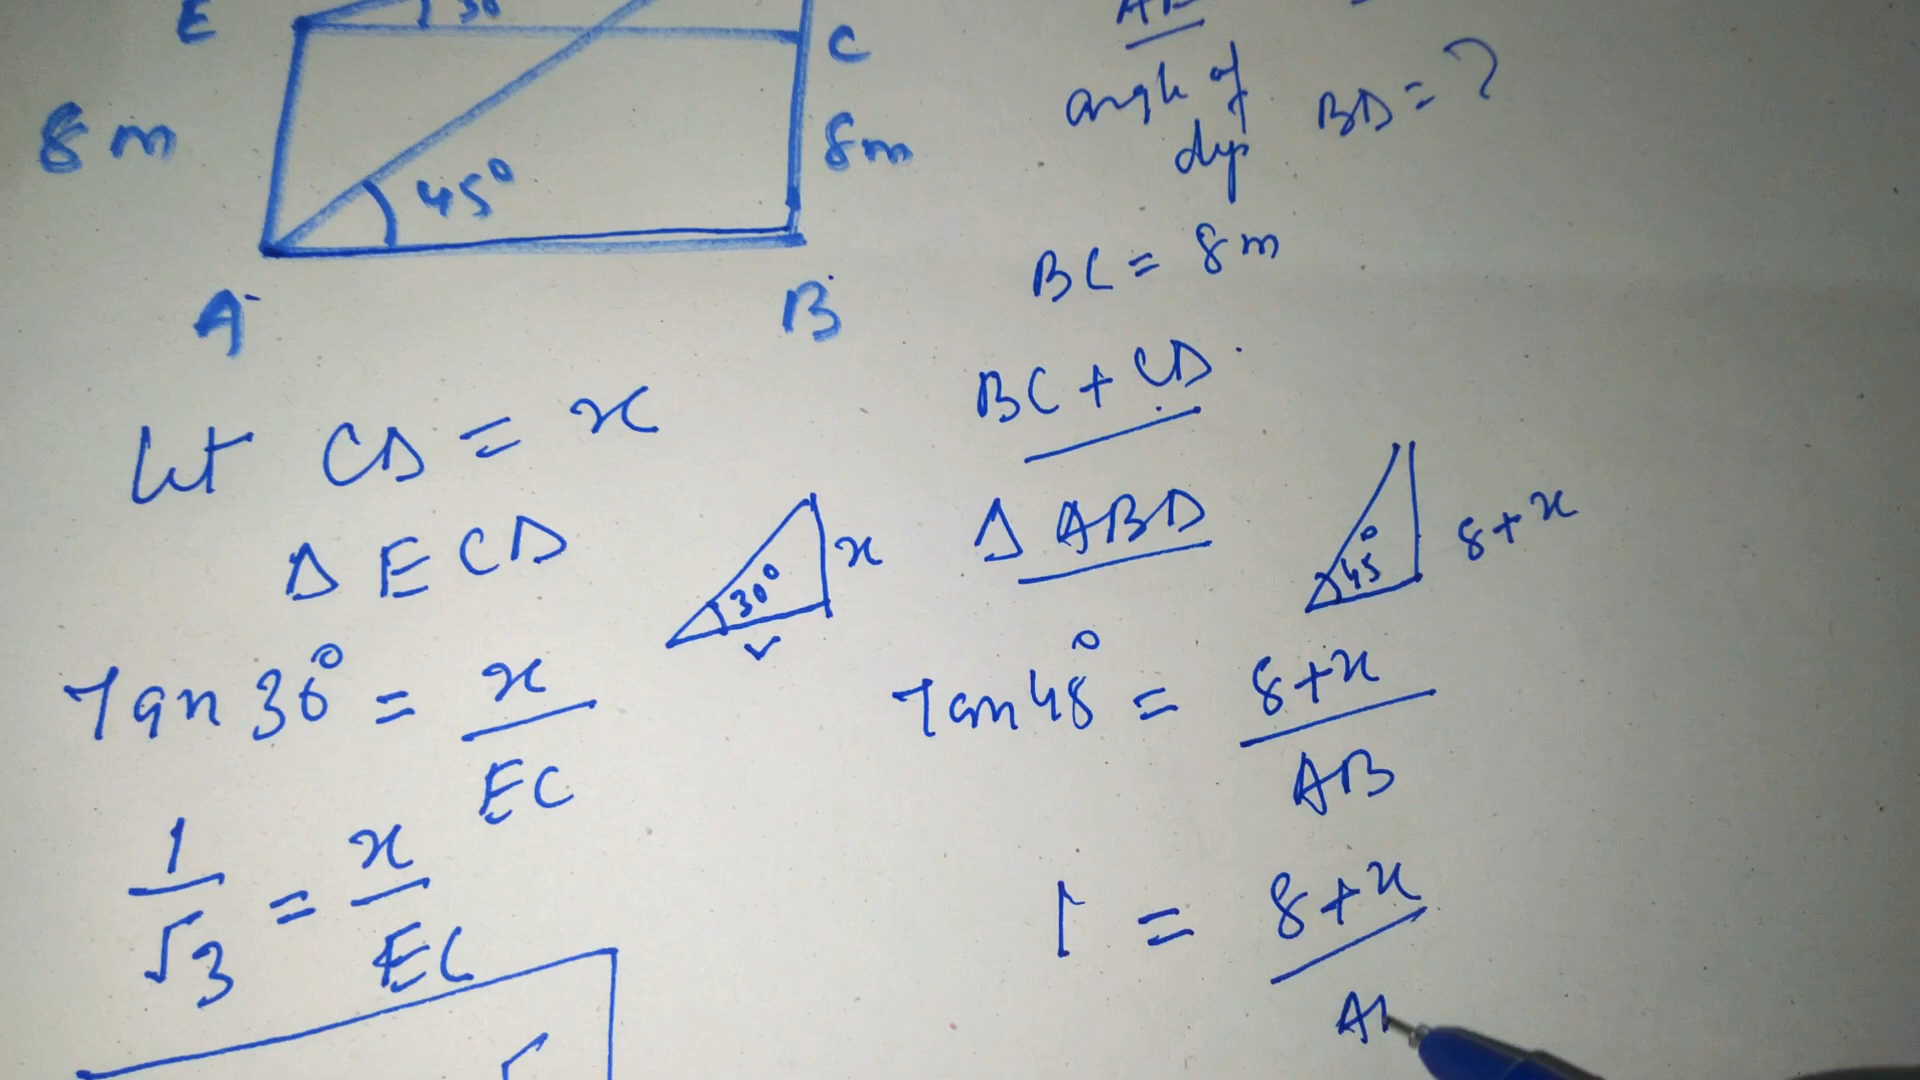 E 30 C
8m 45° 8m
A B
angle of
dep BD = ?
BC = 8m
BC + CD
let CD = x
Δ ECD 30° x
Δ ABD 45° 8+x
Tan 30° = x / EC
Tan 45° = 8+x / AB
1/√3 = x / EC
1 = 8+x